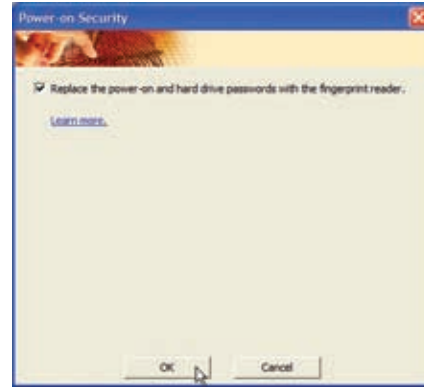 Power-on Security
Replace the power-on and hard drive passwords with the fingerprint reader.
Learn more.
OK
Cancel